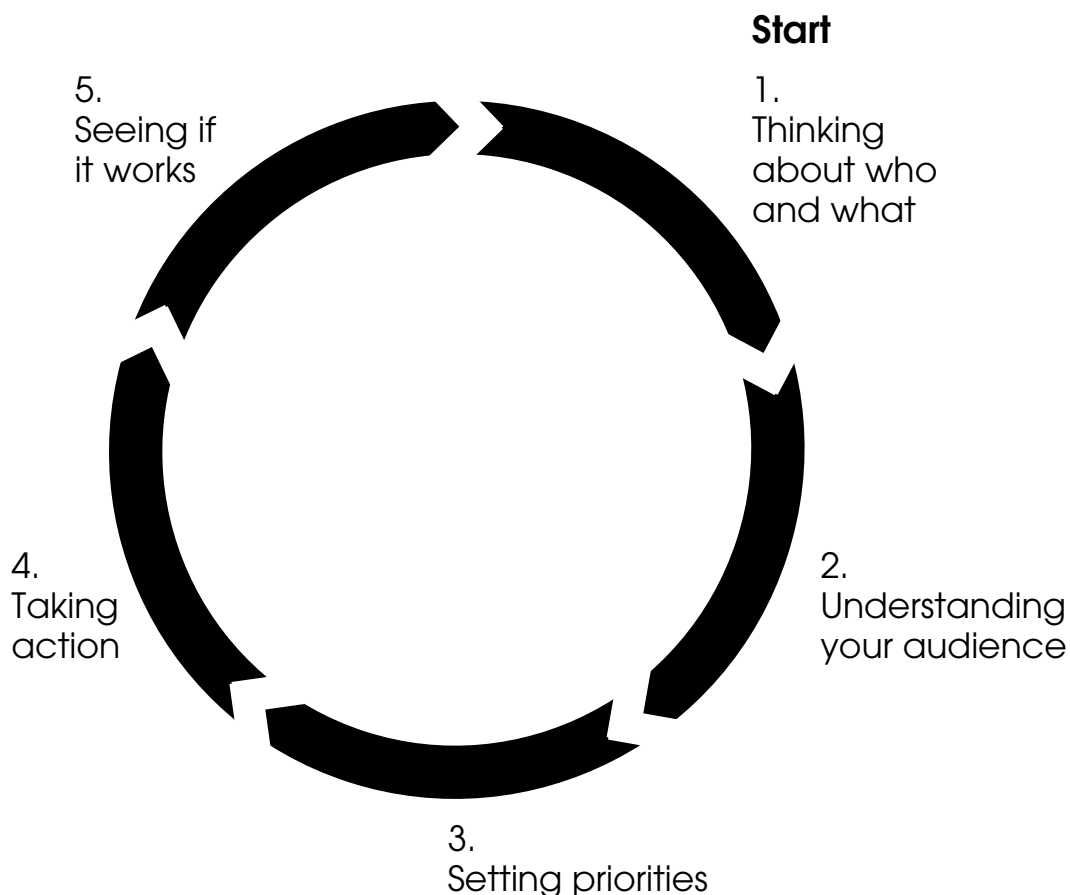 Start
1.
Thinking
about who
and what
2.
Understanding
your audience
3.
Setting priorities
4.
Taking
action
5.
Seeing if
it works